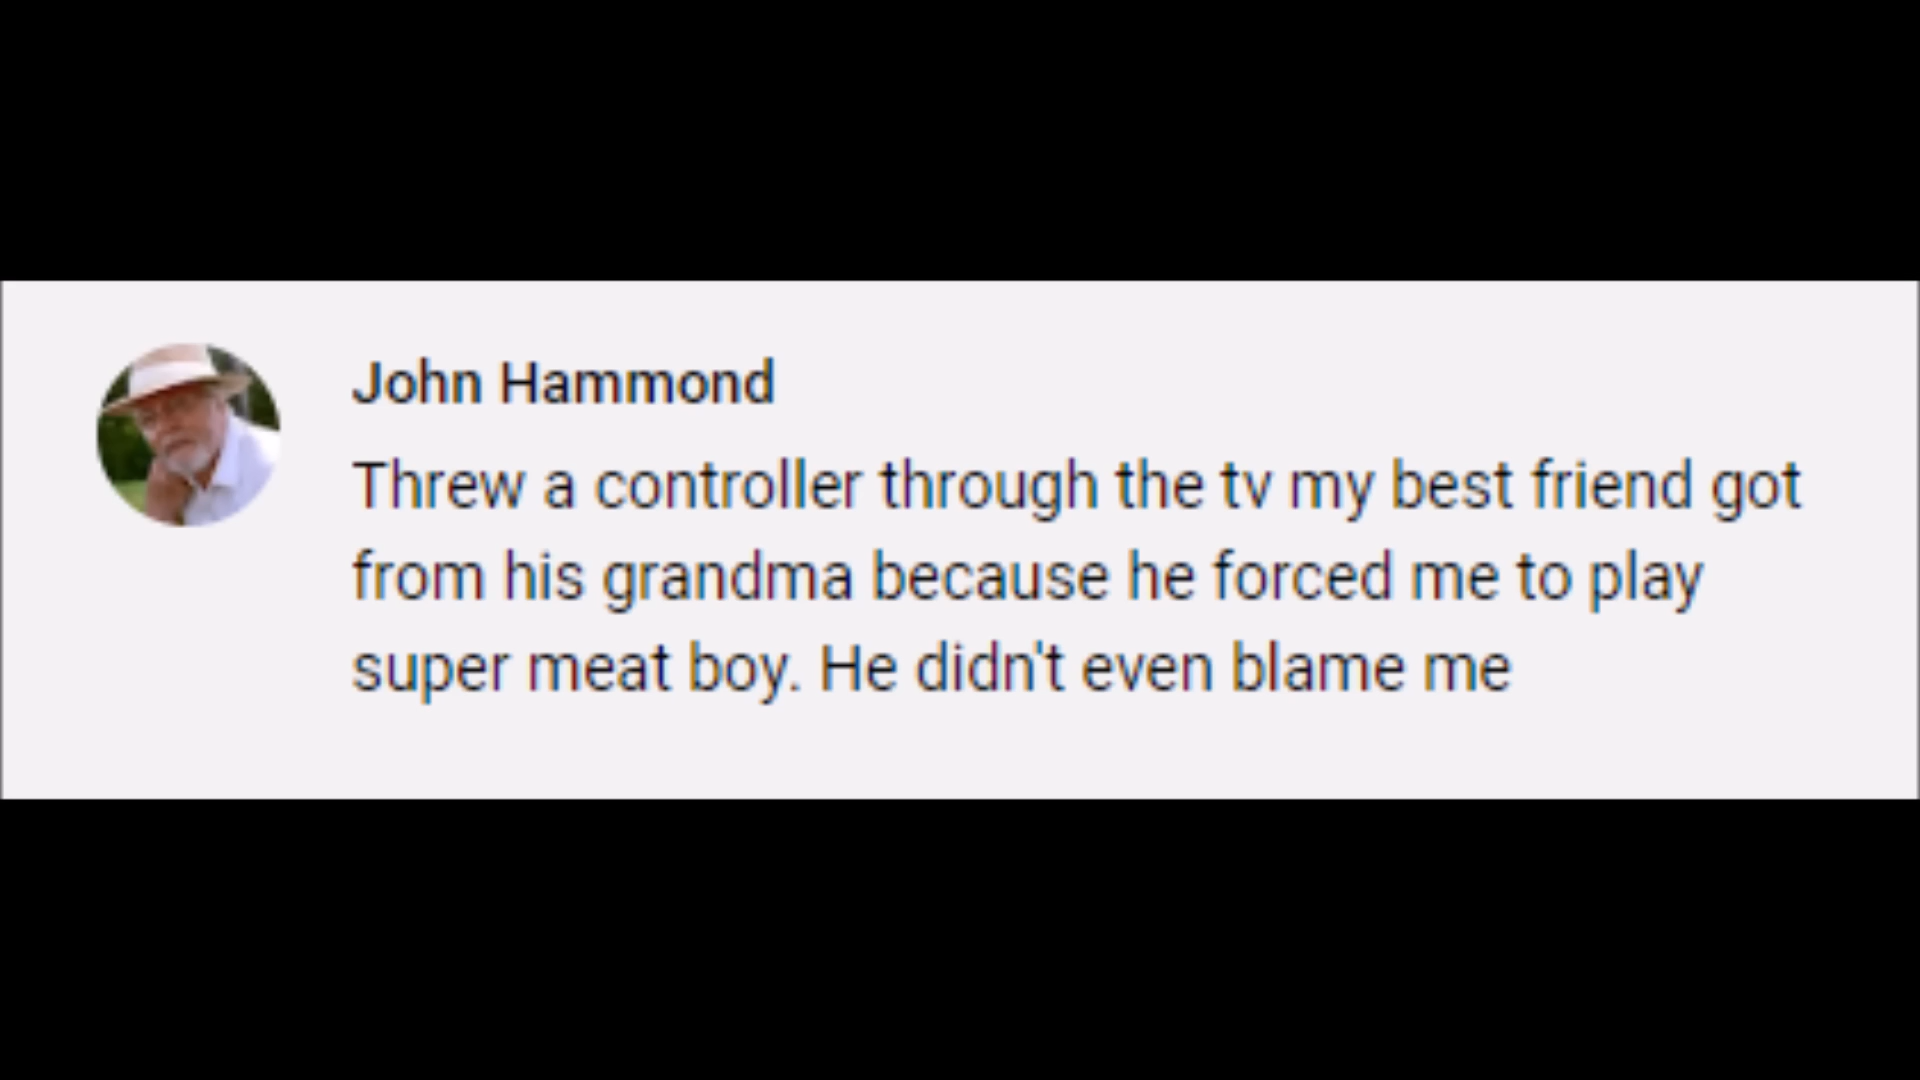 John Hammond
Threw a controller through the tv my best friend got
from his grandma because he forced me to play
super meat boy. He didn't even blame me